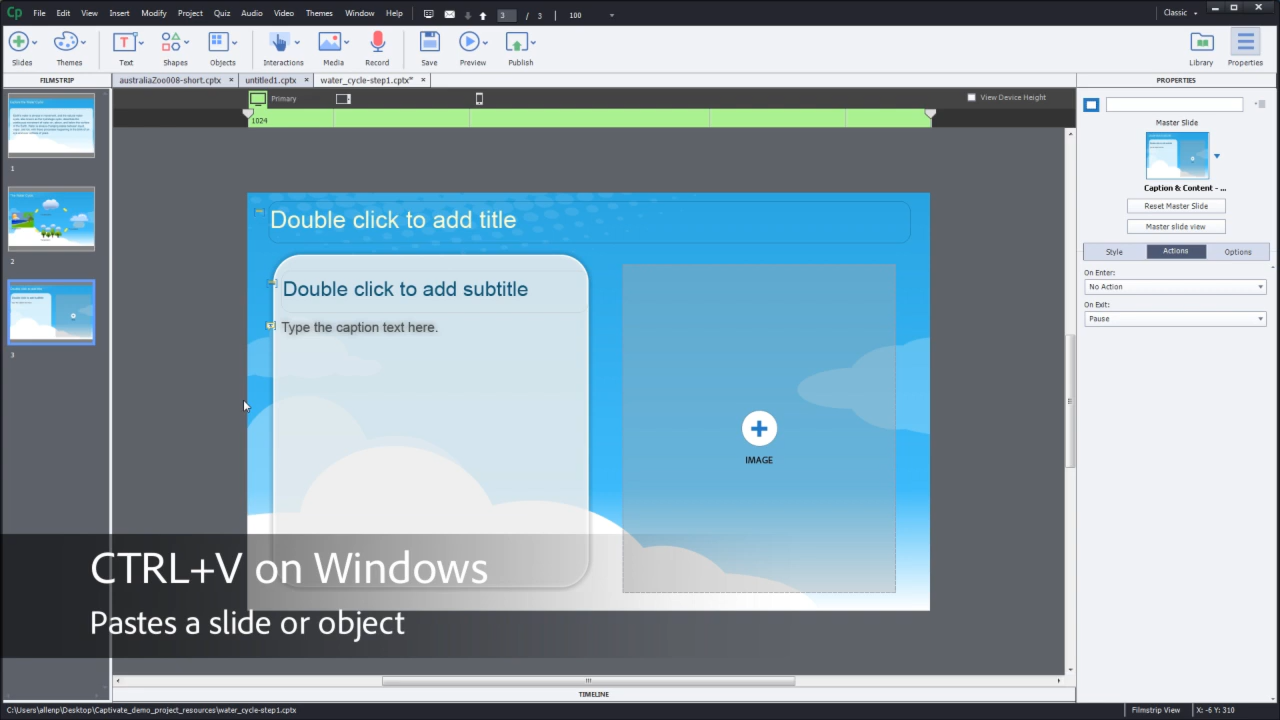 Cp File Edit View Insert Modify Project Quiz Audio Video Themes Window Help 3 / 3 100 Classic
Slides Themes Text Shapes Objects Interactions Media Record Save Preview Publish Library Properties
FILMSTRIP australiaZoo008-short.cptx × untitled1.cptx × water_cycle-step1.cptx* × PROPERTIES
Primary View Device Height
1024
1
2
3
Double click to add title
Double click to add subtitle
Type the caption text here.
IMAGE
Master Slide
Caption & Content - ...
Reset Master Slide
Master slide view
Style Actions Options
On Enter:
No Action
On Exit:
Pause
CTRL+V on Windows
Pastes a slide or object
TIMELINE
C:\Users\allenp\Desktop\Captivate_demo_project_resources\water_cycle-step1.cptx Filmstrip View X: -6 Y: 310